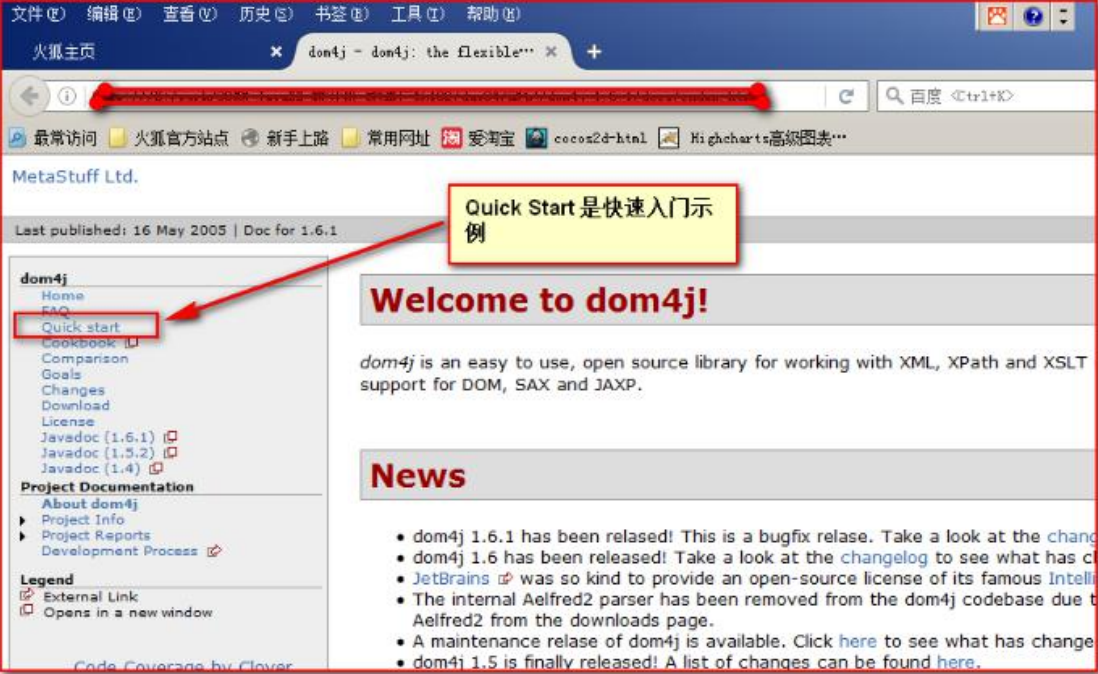 文件(F) 编辑(E) 查看(V) 历史(S) 书签(B) 工具(T) 帮助(H)
火狐主页 × dom4j - dom4j: the flexible… × +
百度 <Ctrl+K>
最常访问 火狐官方站点 新手上路 常用网址 爱淘宝 cocos2d-html Highcharts高级图表…
MetaStuff Ltd.
Quick Start 是快速入门示
例
Last published: 16 May 2005 | Doc for 1.6.1
dom4j
Home
FAQ
Quick start
Cookbook
Comparison
Goals
Changes
Download
License
Javadoc (1.6.1)
Javadoc (1.5.2)
Javadoc (1.4)
Project Documentation
About dom4j
Project Info
Project Reports
Development Process
Legend
External Link
Opens in a new window
Code Coverage by Clover
Welcome to dom4j!
dom4j is an easy to use, open source library for working with XML, XPath and XSLT
support for DOM, SAX and JAXP.
News
• dom4j 1.6.1 has been relased! This is a bugfix relase. Take a look at the chang
• dom4j 1.6 has been released! Take a look at the changelog to see what has c
• JetBrains was so kind to provide an open-source license of its famous Intelli
• The internal Aelfred2 parser has been removed from the dom4j codebase due t
Aelfred2 from the downloads page.
• A maintenance relase of dom4j is available. Click here to see what has change
• dom4j 1.5 is finally released! A list of changes can be found here.